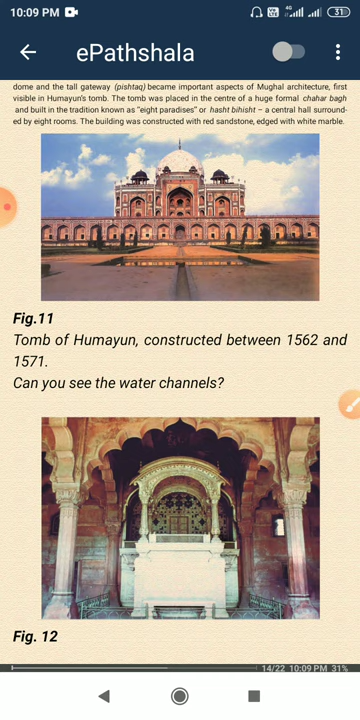 10:09 PM
4G
Vo LTE
31
ePathshala
dome and the tall gateway (pishtaq) became important aspects of Mughal architecture, first
visible in Humayun's tomb. The tomb was placed in the centre of a huge formal chahar bagh
and built in the tradition known as "eight paradises" or hasht bihisht – a central hall surround-
ed by eight rooms. The building was constructed with red sandstone, edged with white marble.
Fig.11
Tomb of Humayun, constructed between 1562 and
1571.
Can you see the water channels?
Fig. 12
14/22 10:09 PM 31%